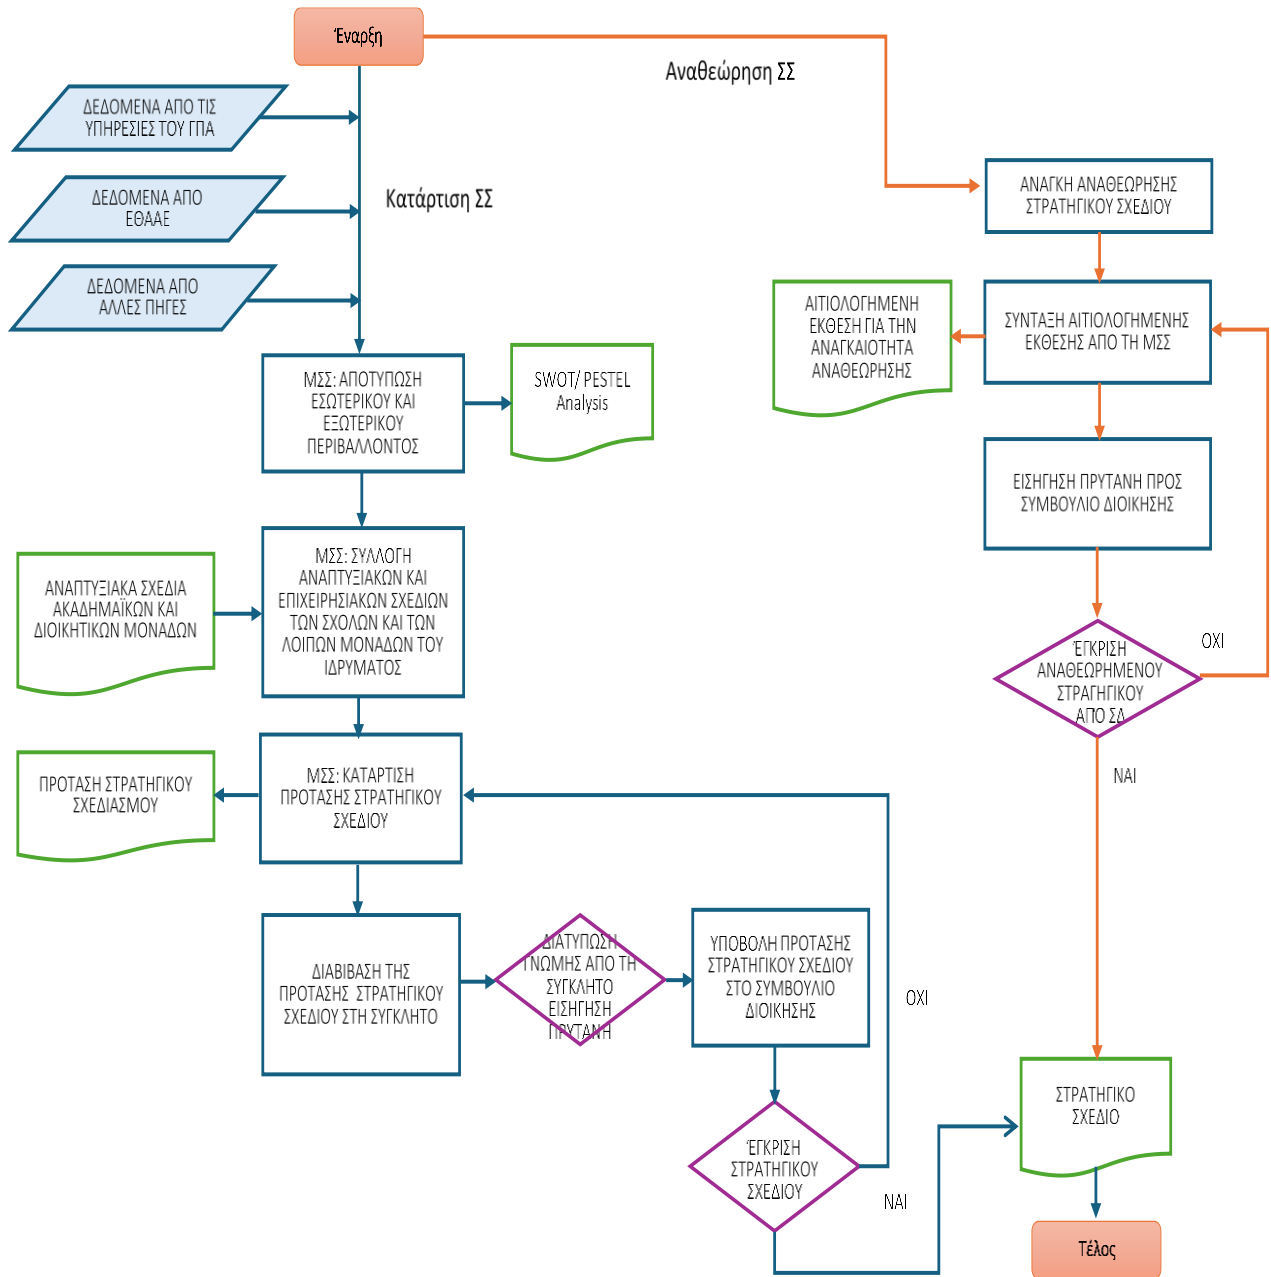 Έναρξη
Αναθεώρηση ΣΣ
ΔΕΔΟΜΕΝΑ ΑΠΟ ΤΙΣ
ΥΠΗΡΕΣΙΕΣ ΤΟΥ ΓΠΑ
ΔΕΔΟΜΕΝΑ ΑΠΟ
ΕΘΑΑΕ
Κατάρτιση ΣΣ
ΔΕΔΟΜΕΝΑ ΑΠΟ
ΑΛΛΕΣ ΠΗΓΕΣ
ΑΝΑΓΚΗ ΑΝΑΘΕΩΡΗΣΗΣ
ΣΤΡΑΤΗΓΙΚΟΥ ΣΧΕΔΙΟΥ
ΑΙΤΙΟΛΟΓΗΜΕΝΗ
ΕΚΘΕΣΗ ΓΙΑ ΤΗΝ
ΑΝΑΓΚΑΙΟΤΗΤΑ
ΑΝΑΘΕΩΡΗΣΗΣ
ΣΥΝΤΑΞΗ ΑΙΤΙΟΛΟΓΗΜΕΝΗΣ
ΕΚΘΕΣΗΣ ΑΠΟ ΤΗ ΜΣΣ
ΜΣΣ: ΑΠΟΤΥΠΩΣΗ
ΕΣΩΤΕΡΙΚΟΥ ΚΑΙ
ΕΞΩΤΕΡΙΚΟΥ
ΠΕΡΙΒΑΛΛΟΝΤΟΣ
SWOT/ PESTEL
Analysis
ΕΙΣΗΓΗΣΗ ΠΡΥΤΑΝΗ ΠΡΟΣ
ΣΥΜΒΟΥΛΙΟ ΔΙΟΙΚΗΣΗΣ
ΑΝΑΠΤΥΞΙΑΚΑ ΣΧΕΔΙΑ
ΑΚΑΔΗΜΑΪΚΩΝ ΚΑΙ
ΔΙΟΙΚΗΤΙΚΩΝ ΜΟΝΑΔΩΝ
ΜΣΣ: ΣΥΛΛΟΓΗ
ΑΝΑΠΤΥΞΙΑΚΩΝ ΚΑΙ
ΕΠΙΧΕΙΡΗΣΙΑΚΩΝ ΣΧΕΔΙΩΝ
ΤΩΝ ΣΧΟΛΩΝ ΚΑΙ ΤΩΝ
ΛΟΙΠΩΝ ΜΟΝΑΔΩΝ ΤΟΥ
ΙΔΡΥΜΑΤΟΣ
ΈΓΚΡΙΣΗ
ΑΝΑΘΕΩΡΗΜΕΝΟΥ
ΣΤΡΑΓΗΓΙΚΟΥ
ΑΠΌ ΣΔ
ΟΧΙ
ΝΑΙ
ΠΡΟΤΑΣΗ ΣΤΡΑΤΗΓΙΚΟΥ
ΣΧΕΔΙΑΣΜΟΥ
ΜΣΣ: ΚΑΤΑΡΤΙΣΗ
ΠΡΟΤΑΣΗΣ ΣΤΡΑΤΗΓΙΚΟΥ
ΣΧΕΔΙΟΥ
ΔΙΑΒΙΒΑΣΗ ΤΗΣ
ΠΡΟΤΑΣΗΣ ΣΤΡΑΤΗΓΙΚΟΥ
ΣΧΕΔΙΟΥ ΣΤΗ ΣΥΓΚΛΗΤΟ
ΔΙΑΤΥΠΩΣΗ
ΓΝΩΜΗΣ ΑΠΟ ΤΗ
ΣΥΓΚΛΗΤΟ
ΕΙΣΗΓΗΣΗ
ΠΡΥΤΑΝΗ
ΥΠΟΒΟΛΗ ΠΡΟΤΑΣΗΣ
ΣΤΡΑΤΗΓΙΚΟΥ ΣΧΕΔΙΟΥ
ΣΤΟ ΣΥΜΒΟΥΛΙΟ
ΔΙΟΙΚΗΣΗΣ
ΟΧΙ
ΈΓΚΡΙΣΗ
ΣΤΡΑΤΗΓΙΚΟΥ
ΣΧΕΔΙΟΥ
ΝΑΙ
ΣΤΡΑΤΗΓΙΚΟ
ΣΧΕΔΙΟ
Τέλος